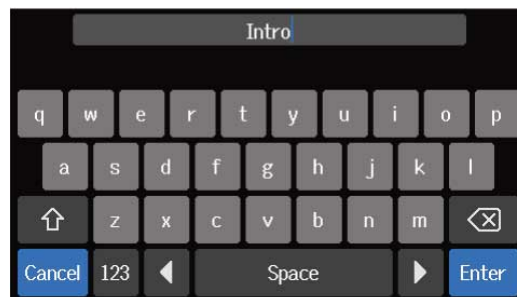 Intro
q w e r t y u i o p
a s d f g h j k l
z x c v b n m
Cancel 123 Space Enter